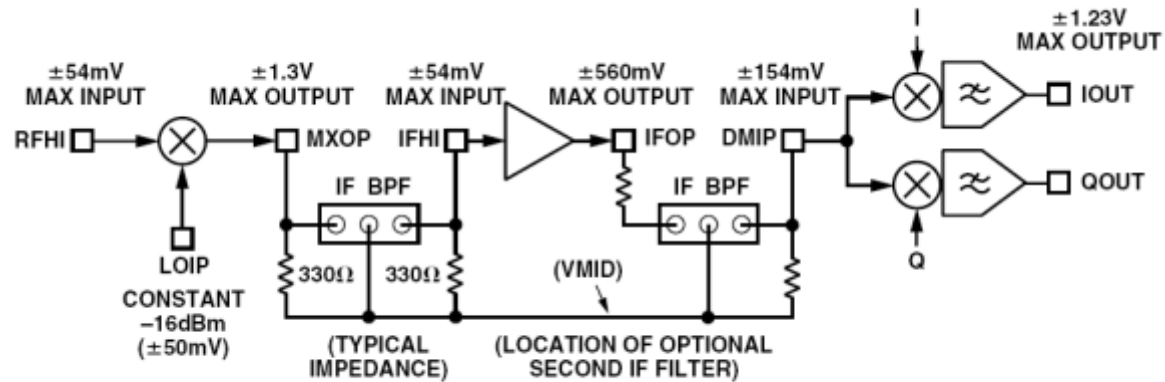 ±54mV
MAX INPUT
±1.3V
MAX OUTPUT
±54mV
MAX INPUT
±560mV
MAX OUTPUT
±154mV
MAX INPUT
I
±1.23V
MAX OUTPUT
RFHI
MXOP
IFHI
IFOP
DMIP
IOUT
QOUT
IF BPF
IF BPF
LOIP
330Ω
330Ω
(VMID)
Q
CONSTANT
–16dBm
(±50mV)
(TYPICAL
IMPEDANCE)
(LOCATION OF OPTIONAL
SECOND IF FILTER)